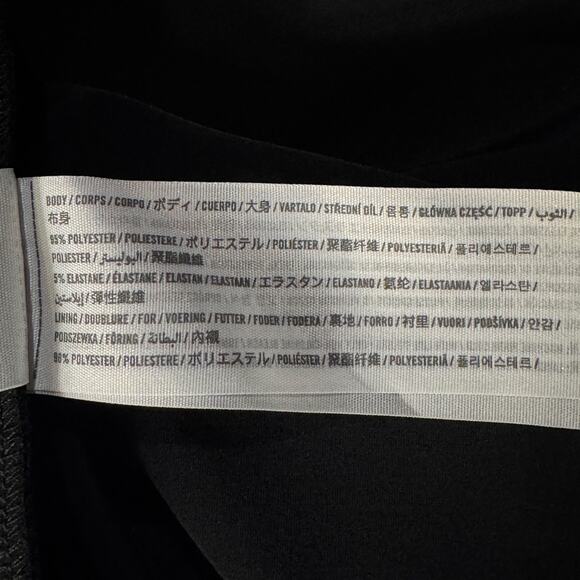 BODY / CORPS / CORPO / ボディ / CUERPO / 大身 / VARTALO / STŘEDNÍ DÍL / 몸통 / GŁÓWNA CZĘŚĆ / TOPP / الثوب /
布身
95% POLYESTER / POLIESTERE / ポリエステル / POLIÉSTER / 聚酯纤维 / POLYESTERIÄ / 폴리에스테르 /
POLIESTER / البوليستر / 聚酯纖維
5% ELASTANE / ÉLASTANE / ELASTAN / ELASTAAN / エラスタン / ELASTANO / 氨纶 / ELASTAANIA / 엘라스탄 /
إيلاستين / 彈性纖維
LINING / DOUBLURE / FOR / VOERING / FUTTER / FODER / FODERA / 裏地 / FORRO / 衬里 / VUORI / PODŠÍVKA / 안감 /
PODSZEWKA / FÔRING / البطانة / 內襯
86% POLYESTER / POLIESTERE / ポリエステル / POLIÉSTER / 聚酯纤维 / POLYESTERIÄ / 폴리에스테르 /